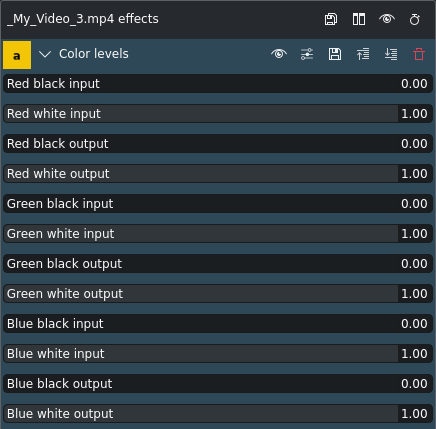 _My_Video_3.mp4 effects
a Color levels
Red black input 0.00
Red white input 1.00
Red black output 0.00
Red white output 1.00
Green black input 0.00
Green white input 1.00
Green black output 0.00
Green white output 1.00
Blue black input 0.00
Blue white input 1.00
Blue black output 0.00
Blue white output 1.00